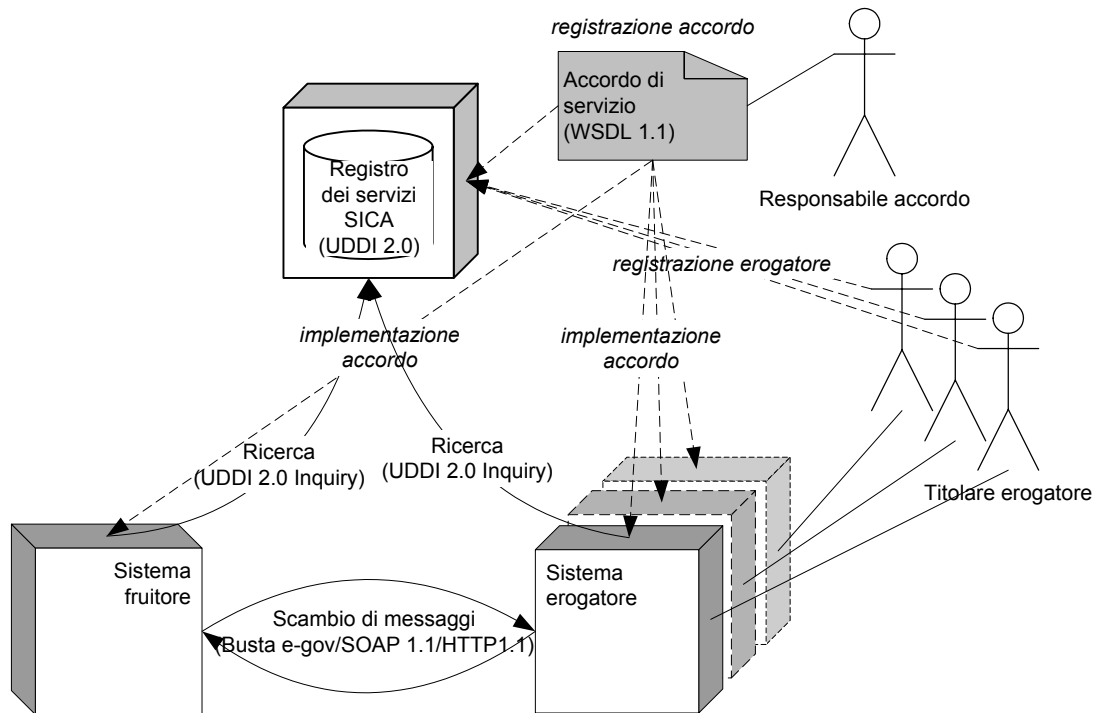 registrazione accordo
Accordo di
servizio
(WSDL 1.1)
Registro
dei servizi
SICA
(UDDI 2.0)
Responsabile accordo
registrazione erogatore
implementazione
accordo
implementazione
accordo
Ricerca
(UDDI 2.0 Inquiry)
Ricerca
(UDDI 2.0 Inquiry)
Titolare erogatore
Sistema
fruitore
Sistema
erogatore
Scambio di messaggi
(Busta e-gov/SOAP 1.1/HTTP1.1)